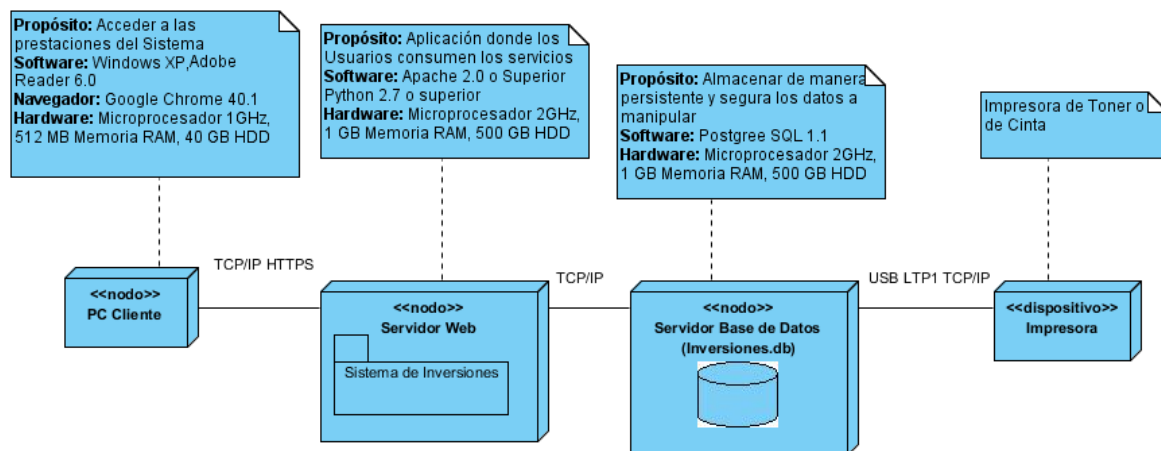 Propósito: Acceder a las
prestaciones del Sistema
Software: Windows XP,Adobe
Reader 6.0
Navegador: Google Chrome 40.1
Hardware: Microprocesador 1GHz,
512 MB Memoria RAM, 40 GB HDD
Propósito: Aplicación donde los
Usuarios consumen los servicios
Software: Apache 2.0 o Superior
Python 2.7 o superior
Hardware: Microprocesador 2GHz,
1 GB Memoria RAM, 500 GB HDD
Propósito: Almacenar de manera
persistente y segura los datos a
manipular
Software: Postgree SQL 1.1
Hardware: Microprocesador 2GHz,
1 GB Memoria RAM, 500 GB HDD
Impresora de Toner o
de Cinta
<<nodo>>
PC Cliente
TCP/IP HTTPS
<<nodo>>
Servidor Web
Sistema de Inversiones
TCP/IP
<<nodo>>
Servidor Base de Datos
(Inversiones.db)
USB LTP1 TCP/IP
<<dispositivo>>
Impresora